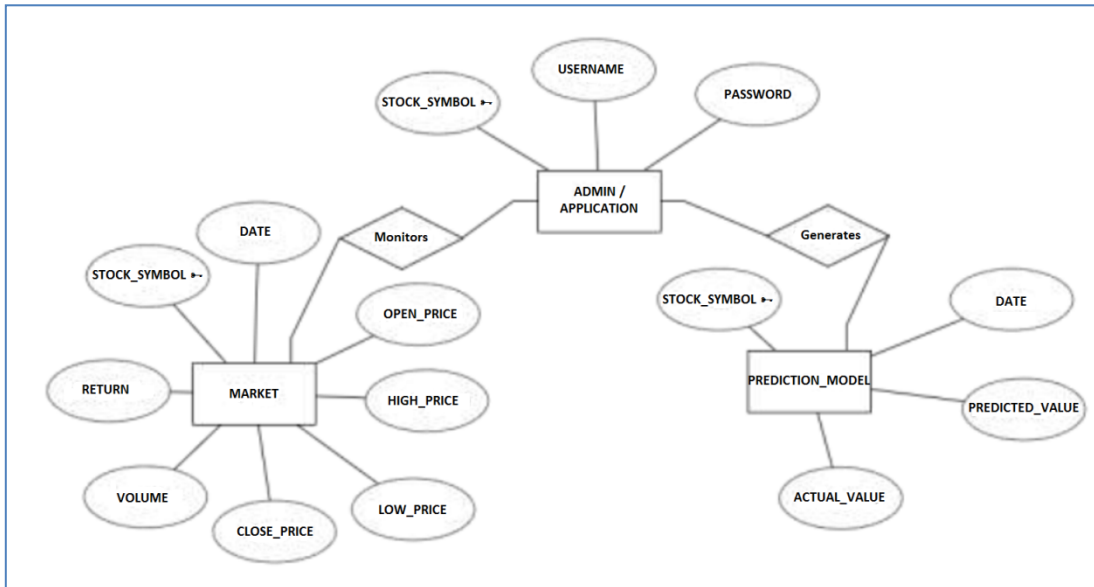 USERNAME
STOCK_SYMBOL
PASSWORD
ADMIN /
APPLICATION
Monitors
Generates
DATE
STOCK_SYMBOL
OPEN_PRICE
RETURN
MARKET
HIGH_PRICE
VOLUME
CLOSE_PRICE
LOW_PRICE
STOCK_SYMBOL
DATE
PREDICTION_MODEL
PREDICTED_VALUE
ACTUAL_VALUE